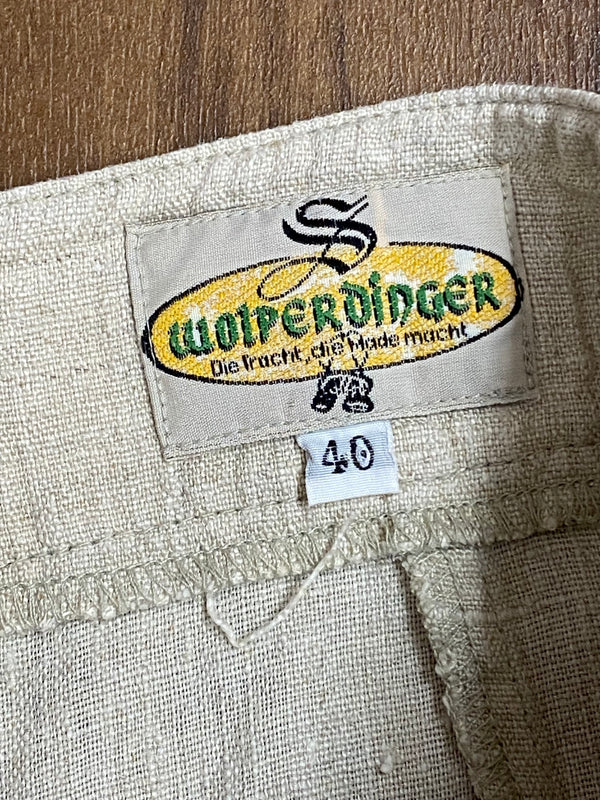 S
WOLPERDINGER
Die Tracht, die Mode macht
40